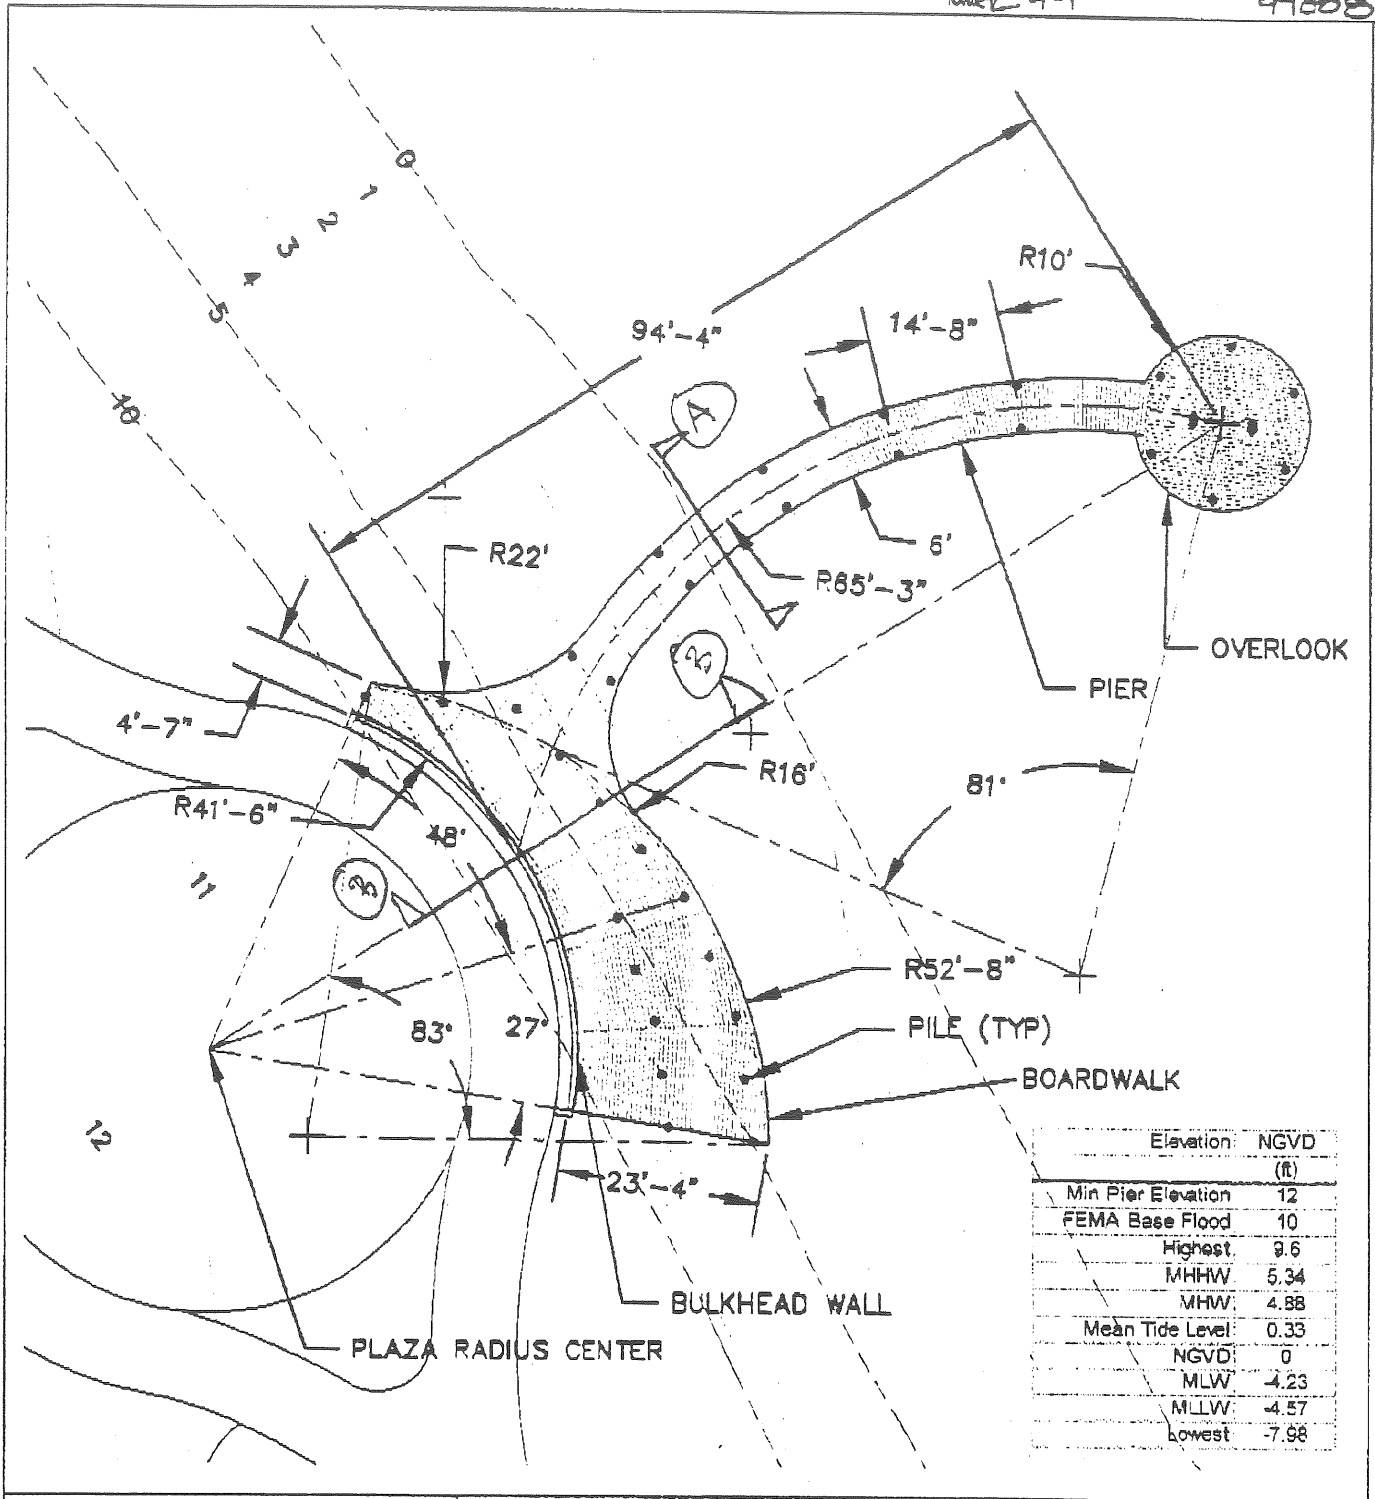 0
1
2
3
4
5
10
R10'
14'-8"
94'-4"
A
R22'
6'
R65'-3"
OVERLOOK
B
PIER
4'-7"
R16'
81°
R41'-6"
48°
B
11
R52'-8"
83°
27°
PILE (TYP)
BOARDWALK
12
23'-4"
BULKHEAD WALL
PLAZA RADIUS CENTER
Elevation NGVD
(ft)
Min Pier Elevation 12
FEMA Base Flood 10
Highest 9.6
MHHW 5.34
MHW 4.88
Mean Tide Level 0.33
NGVD 0
MLW -4.23
MLLW -4.57
Lowest -7.98